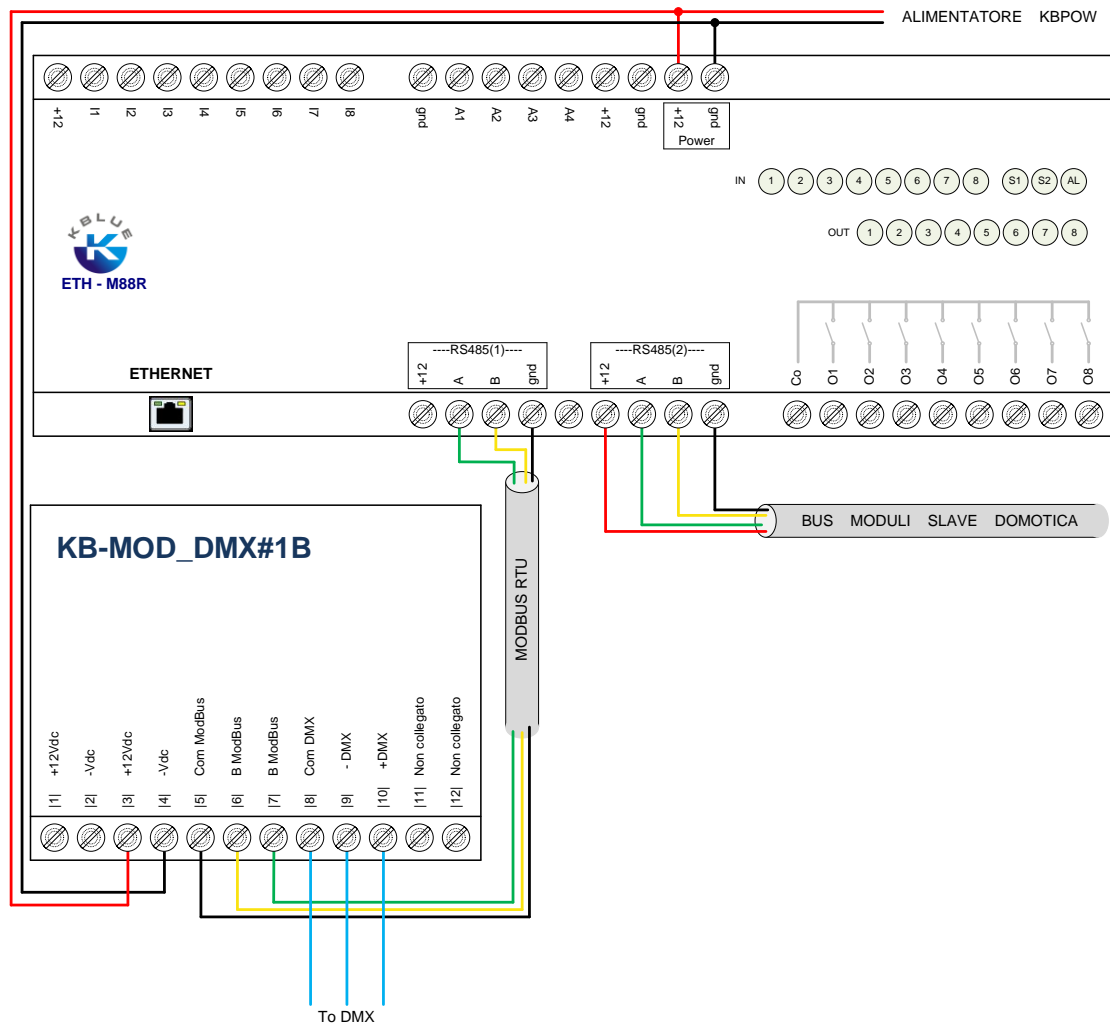 ALIMENTATORE KBPOW
+12 I1 I2 I3 I4 I5 I6 I7 I8 gnd A1 A2 A3 A4 +12 gnd +12 gnd
Power
IN 1 2 3 4 5 6 7 8 S1 S2 AL
OUT 1 2 3 4 5 6 7 8
KBLUE
K
ETH - M88R
ETHERNET
----RS485(1)----
+12 A B gnd
----RS485(2)----
+12 A B gnd
Co O1 O2 O3 O4 O5 O6 O7 O8
BUS MODULI SLAVE DOMOTICA
MODBUS RTU
KB-MOD_DMX#1B
|1| +12Vdc
|2| -Vdc
|3| +12Vdc
|4| -Vdc
|5| Com ModBus
|6| B ModBus
|7| B ModBus
|8| Com DMX
|9| - DMX
|10| +DMX
|11| Non collegato
|12| Non collegato
To DMX